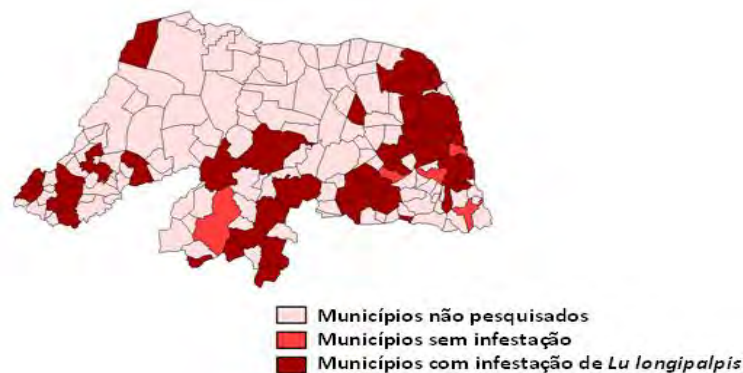 Municípios não pesquisados
Municípios sem infestação
Municípios com infestação de Lu longipalpis